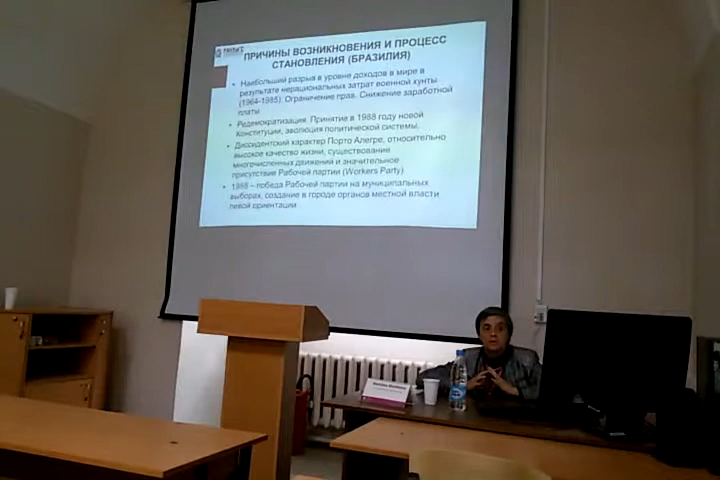 ПРИЧИНЫ ВОЗНИКНОВЕНИЯ И ПРОЦЕСС
СТАНОВЛЕНИЯ (БРАЗИЛИЯ)
• Наибольший разрыв в уровне доходов в мире в
результате нерациональных затрат военной хунты
(1964-1985). Ограничение прав. Снижение заработной
платы
• Редемократизация. Принятие в 1988 году новой
Конституции, эволюция политической системы.
• Диссидентский характер Порто Алегре, относительно
высокое качество жизни, существование
многочисленных движений и значительное
присутствие Рабочей партии (Workers Party)
• 1988 – победа Рабочей партии на муниципальных
выборах, создание в городе органов местной власти
левой ориентации